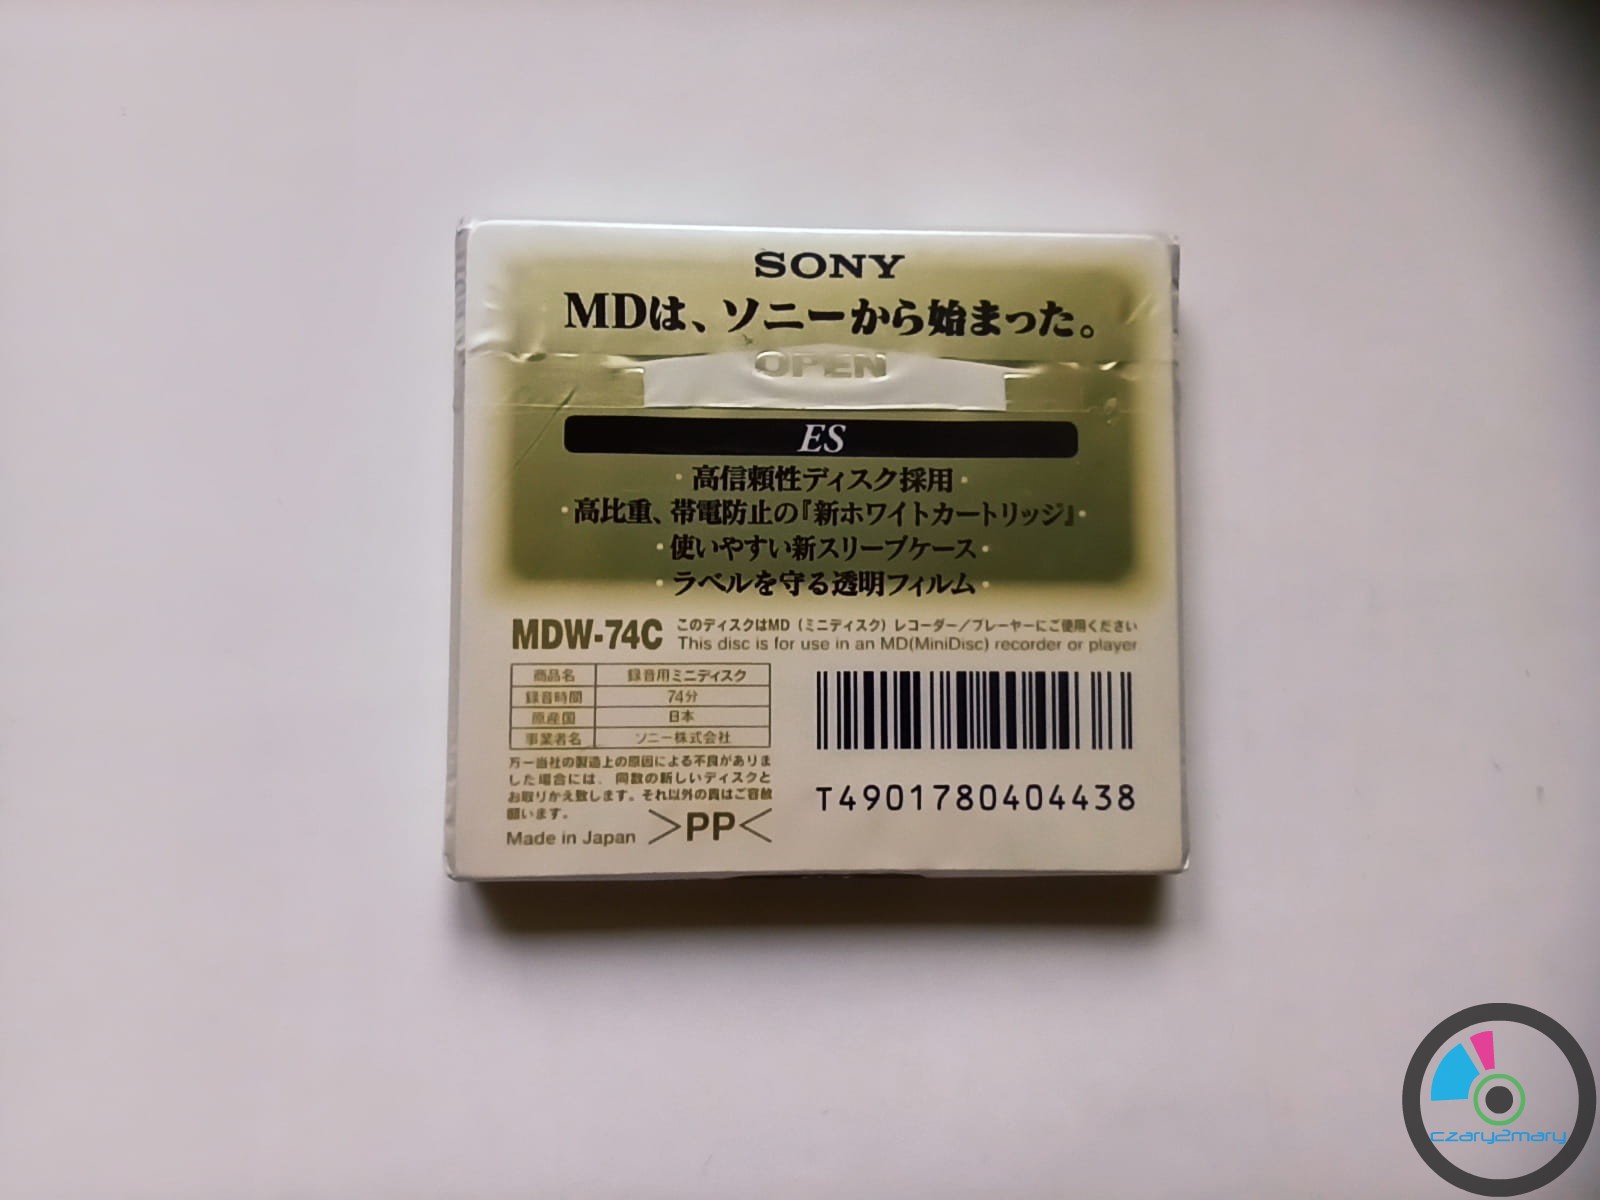 SONY
MDは、ソニーから始まった。
OPEN
ES
・高信頼性ディスク採用・
・高比重、帯電防止の『新ホワイトカートリッジ』・
・使いやすい新スリーブケース・
・ラベルを守る透明フィルム・
MDW-74C
このディスクはMD(ミニディスク)レコーダー/プレーヤーにご使用ください
This disc is for use in an MD(MiniDisc) recorder or player
商品名 録音用ミニディスク
録音時間 74分
原産国 日本
事業者名 ソニー株式会社
万一当社の製造上の原因による不良がありま
した場合には、同数の新しいディスクと
お取りかえ致します。それ以外の責はご容赦
願います。
Made in Japan >PP<
T4901780404438
czary2mary